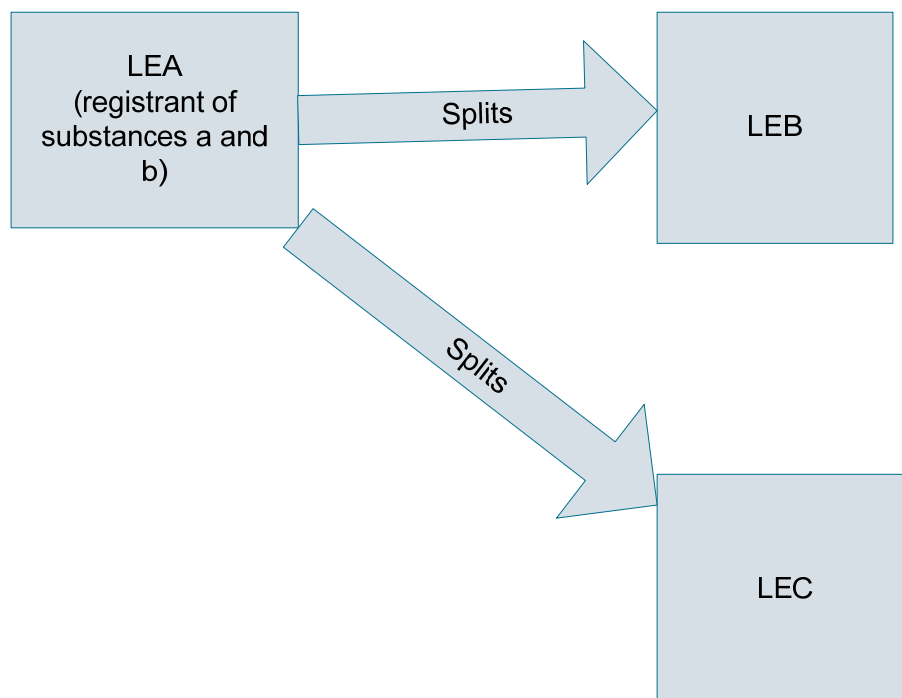 LEA
(registrant of
substances a and
b)
Splits
LEB
Splits
LEC